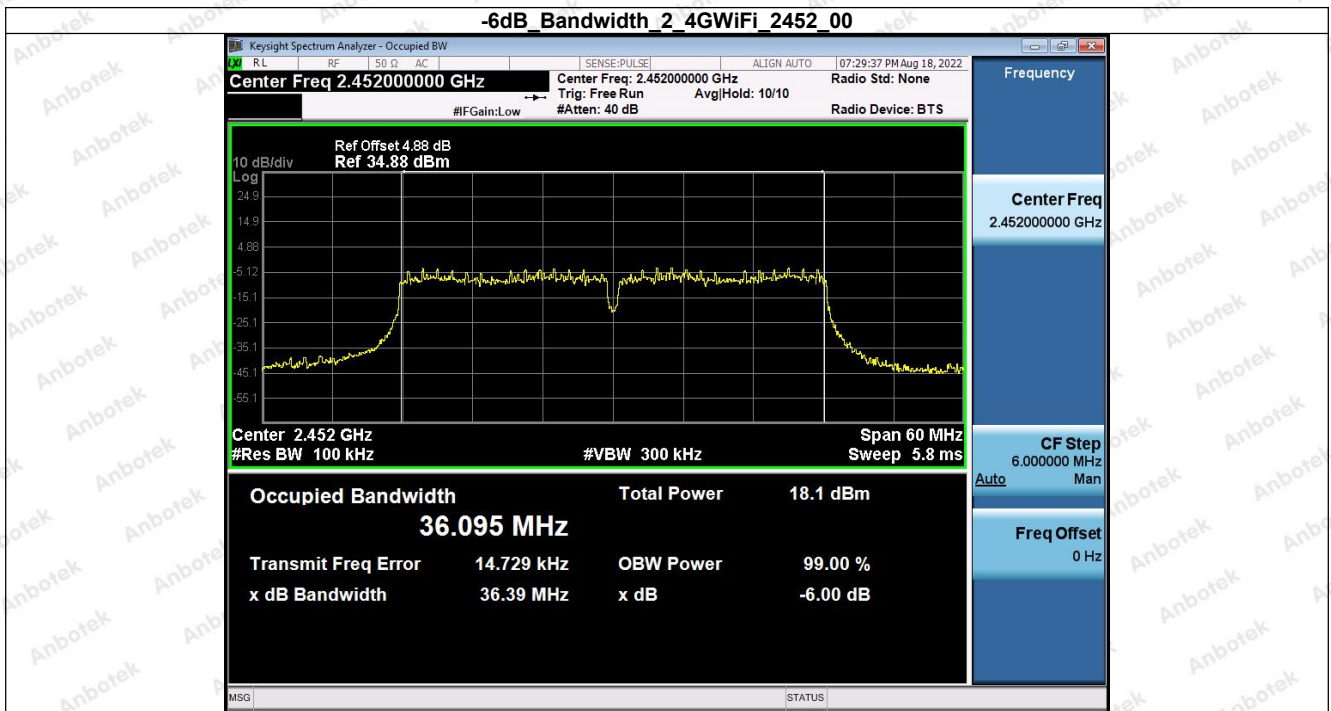 -6dB_Bandwidth_2_4GWiFi_2452_00
Keysight Spectrum Analyzer - Occupied BW
LXI RL RF 50 Ω AC SENSE:PULSE ALIGN AUTO 07:29:37 PM Aug 18, 2022
Center Freq 2.452000000 GHz
Center Freq: 2.452000000 GHz Radio Std: None
Trig: Free Run Avg|Hold: 10/10
#IFGain:Low #Atten: 40 dB Radio Device: BTS
Ref Offset 4.88 dB
10 dB/div Ref 34.88 dBm
Log
24.9
14.9
4.88
-5.12
-15.1
-25.1
-35.1
-45.1
-55.1
Center 2.452 GHz Span 60 MHz
#Res BW 100 kHz #VBW 300 kHz Sweep 5.8 ms
Occupied Bandwidth Total Power 18.1 dBm
36.095 MHz
Transmit Freq Error 14.729 kHz OBW Power 99.00 %
x dB Bandwidth 36.39 MHz x dB -6.00 dB
MSG STATUS
Frequency
Center Freq
2.452000000 GHz
CF Step
6.000000 MHz
Auto Man
Freq Offset
0 Hz
Anbotek